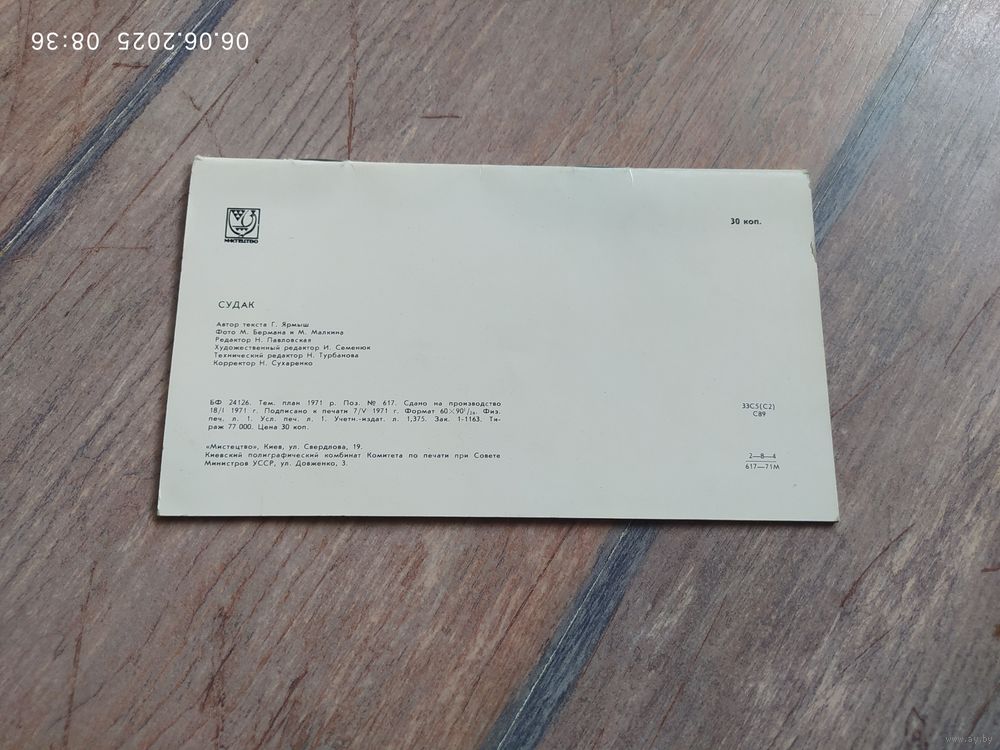 06.06.2025 08:36
МИСТЕЦТВО
30 коп.
СУДАК
Автор текста Г. Ярмыш
Фото М. Бермана и М. Малкина
Редактор Н. Павловская
Художественный редактор И. Семенюк
Технический редактор Н. Турбанова
Корректор Н. Сухаренко
БФ 24126. Тем. план 1971 р. Поз. № 617. Сдано на производство
18/I 1971 г. Подписано к печати 7/V 1971 г. Формат 60×90¹/₂₄. Физ.
печ. л. 1. Усл. печ. л. 1. Учетн.-издат. л. 1,375. Зак. 1-1163. Ти-
раж 77 000. Цена 30 коп.
«Мистецтво», Киев, ул. Свердлова, 19.
Киевский полиграфический комбинат Комитета по печати при Совете
Министров УССР, ул. Довженко, 3.
33С5(С2)
С89
2—8—4
617—71М
www.ay.by